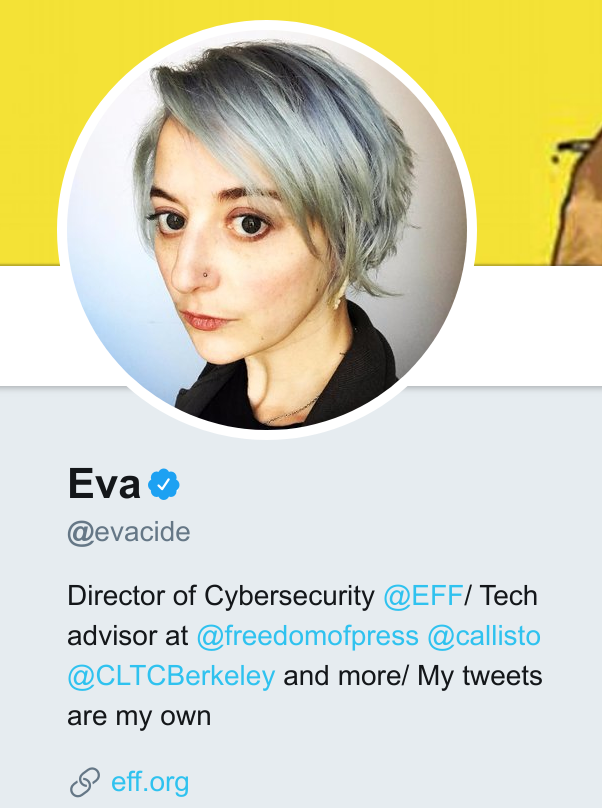 Eva
@evacide
Director of Cybersecurity @EFF/ Tech
advisor at @freedomofpress @callisto
@CLTCBerkeley and more/ My tweets
are my own
eff.org